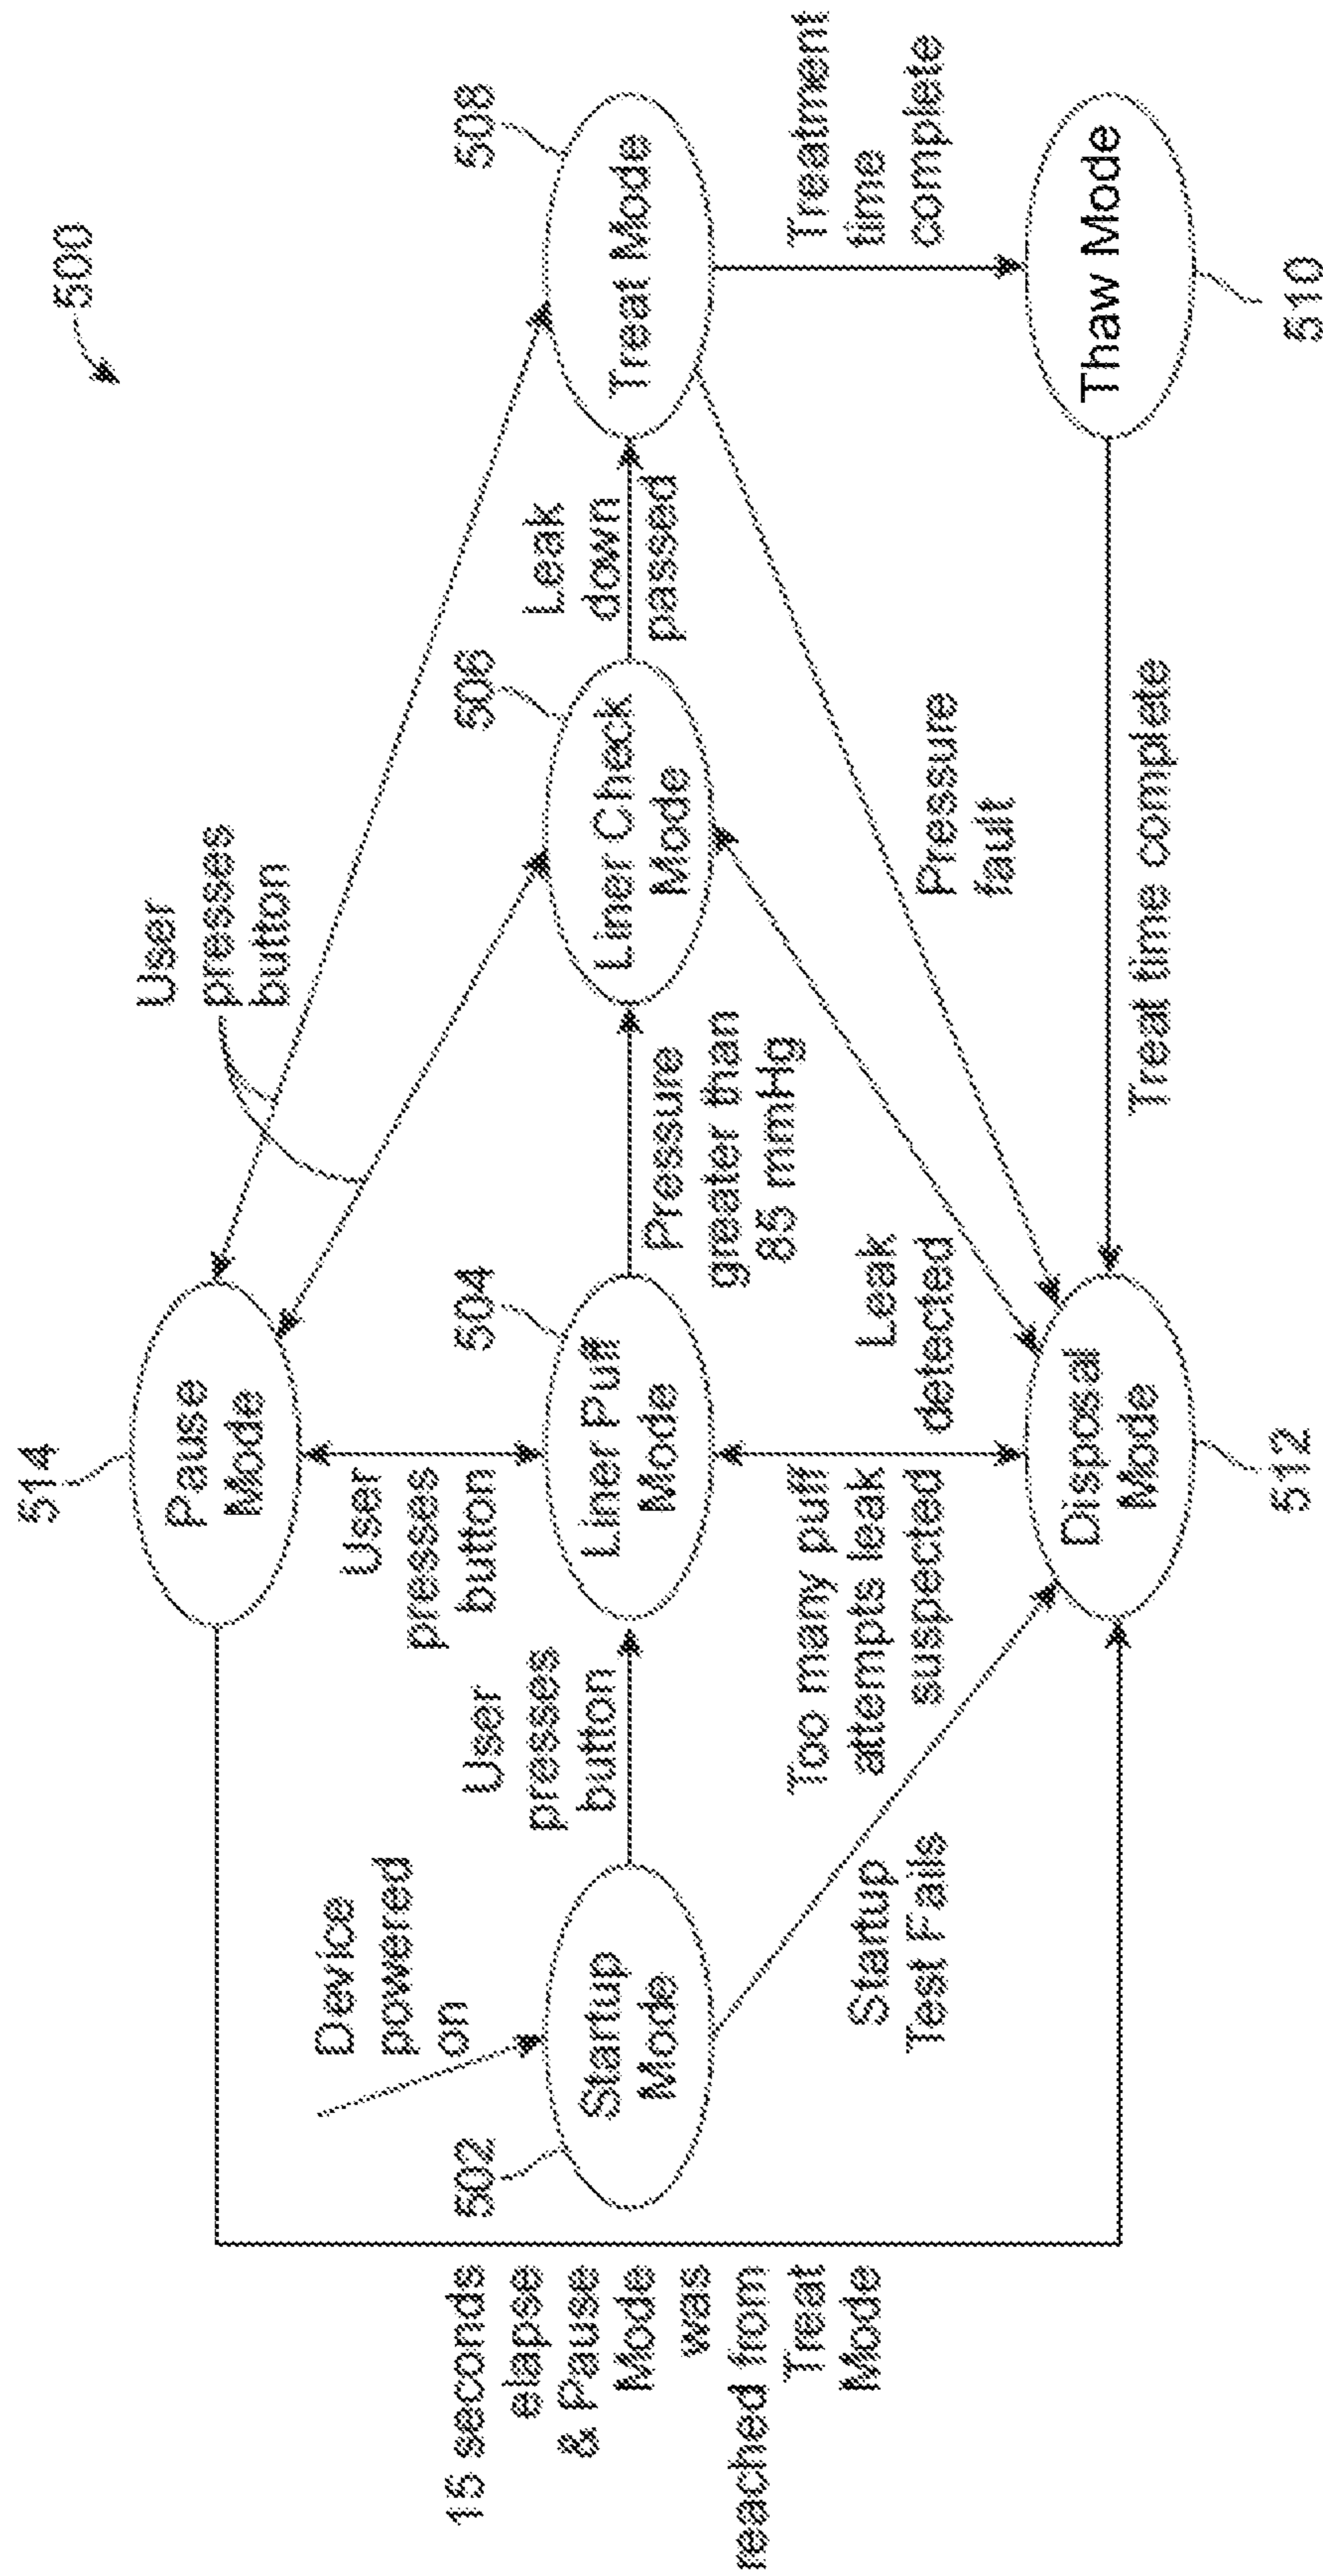 500
514
Pause
Mode
User
presses
button
User
presses
button
Device
powered
on
502
Startup
Mode
User
presses
button
504
Liner Puff
Mode
Pressure
greater than
85 mmHg
506
Liner Check
Mode
Leak
down
passed
508
Treat Mode
15 seconds
elapse
& Pause
Mode
was
reached from
Treat
Mode
Startup
Test Fails
Too many puff
attempts leak
suspected
Leak
detected
Pressure
fault
Treatment
time
complete
Disposal
Mode
512
Treat time complete
Thaw Mode
510